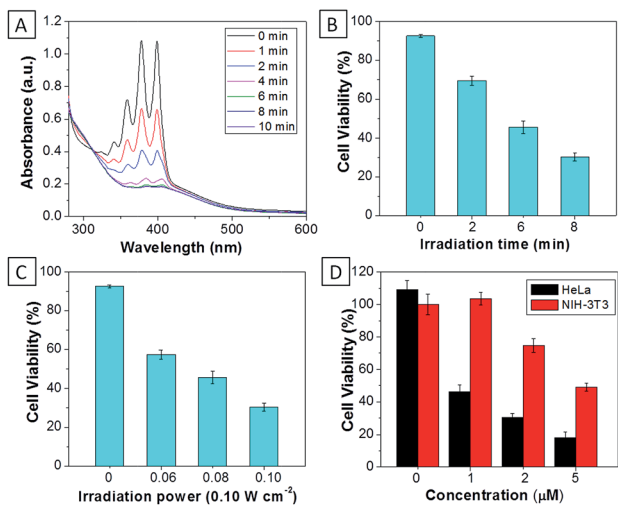 A
Absorbance (a.u.)
1.2
1.0
0.8
0.6
0.4
0.2
0.0
300
400
500
600
Wavelength (nm)
0 min
1 min
2 min
4 min
6 min
8 min
10 min
B
Cell Viability (%)
100
80
60
40
20
0
0
2
6
8
Irradiation time (min)
C
Cell Viability (%)
100
80
60
40
20
0
0
0.06
0.08
0.10
Irradiation power (0.10 W cm-2)
D
Cell Viability (%)
120
100
80
60
40
20
0
0
1
2
5
Concentration (μM)
HeLa
NIH-3T3